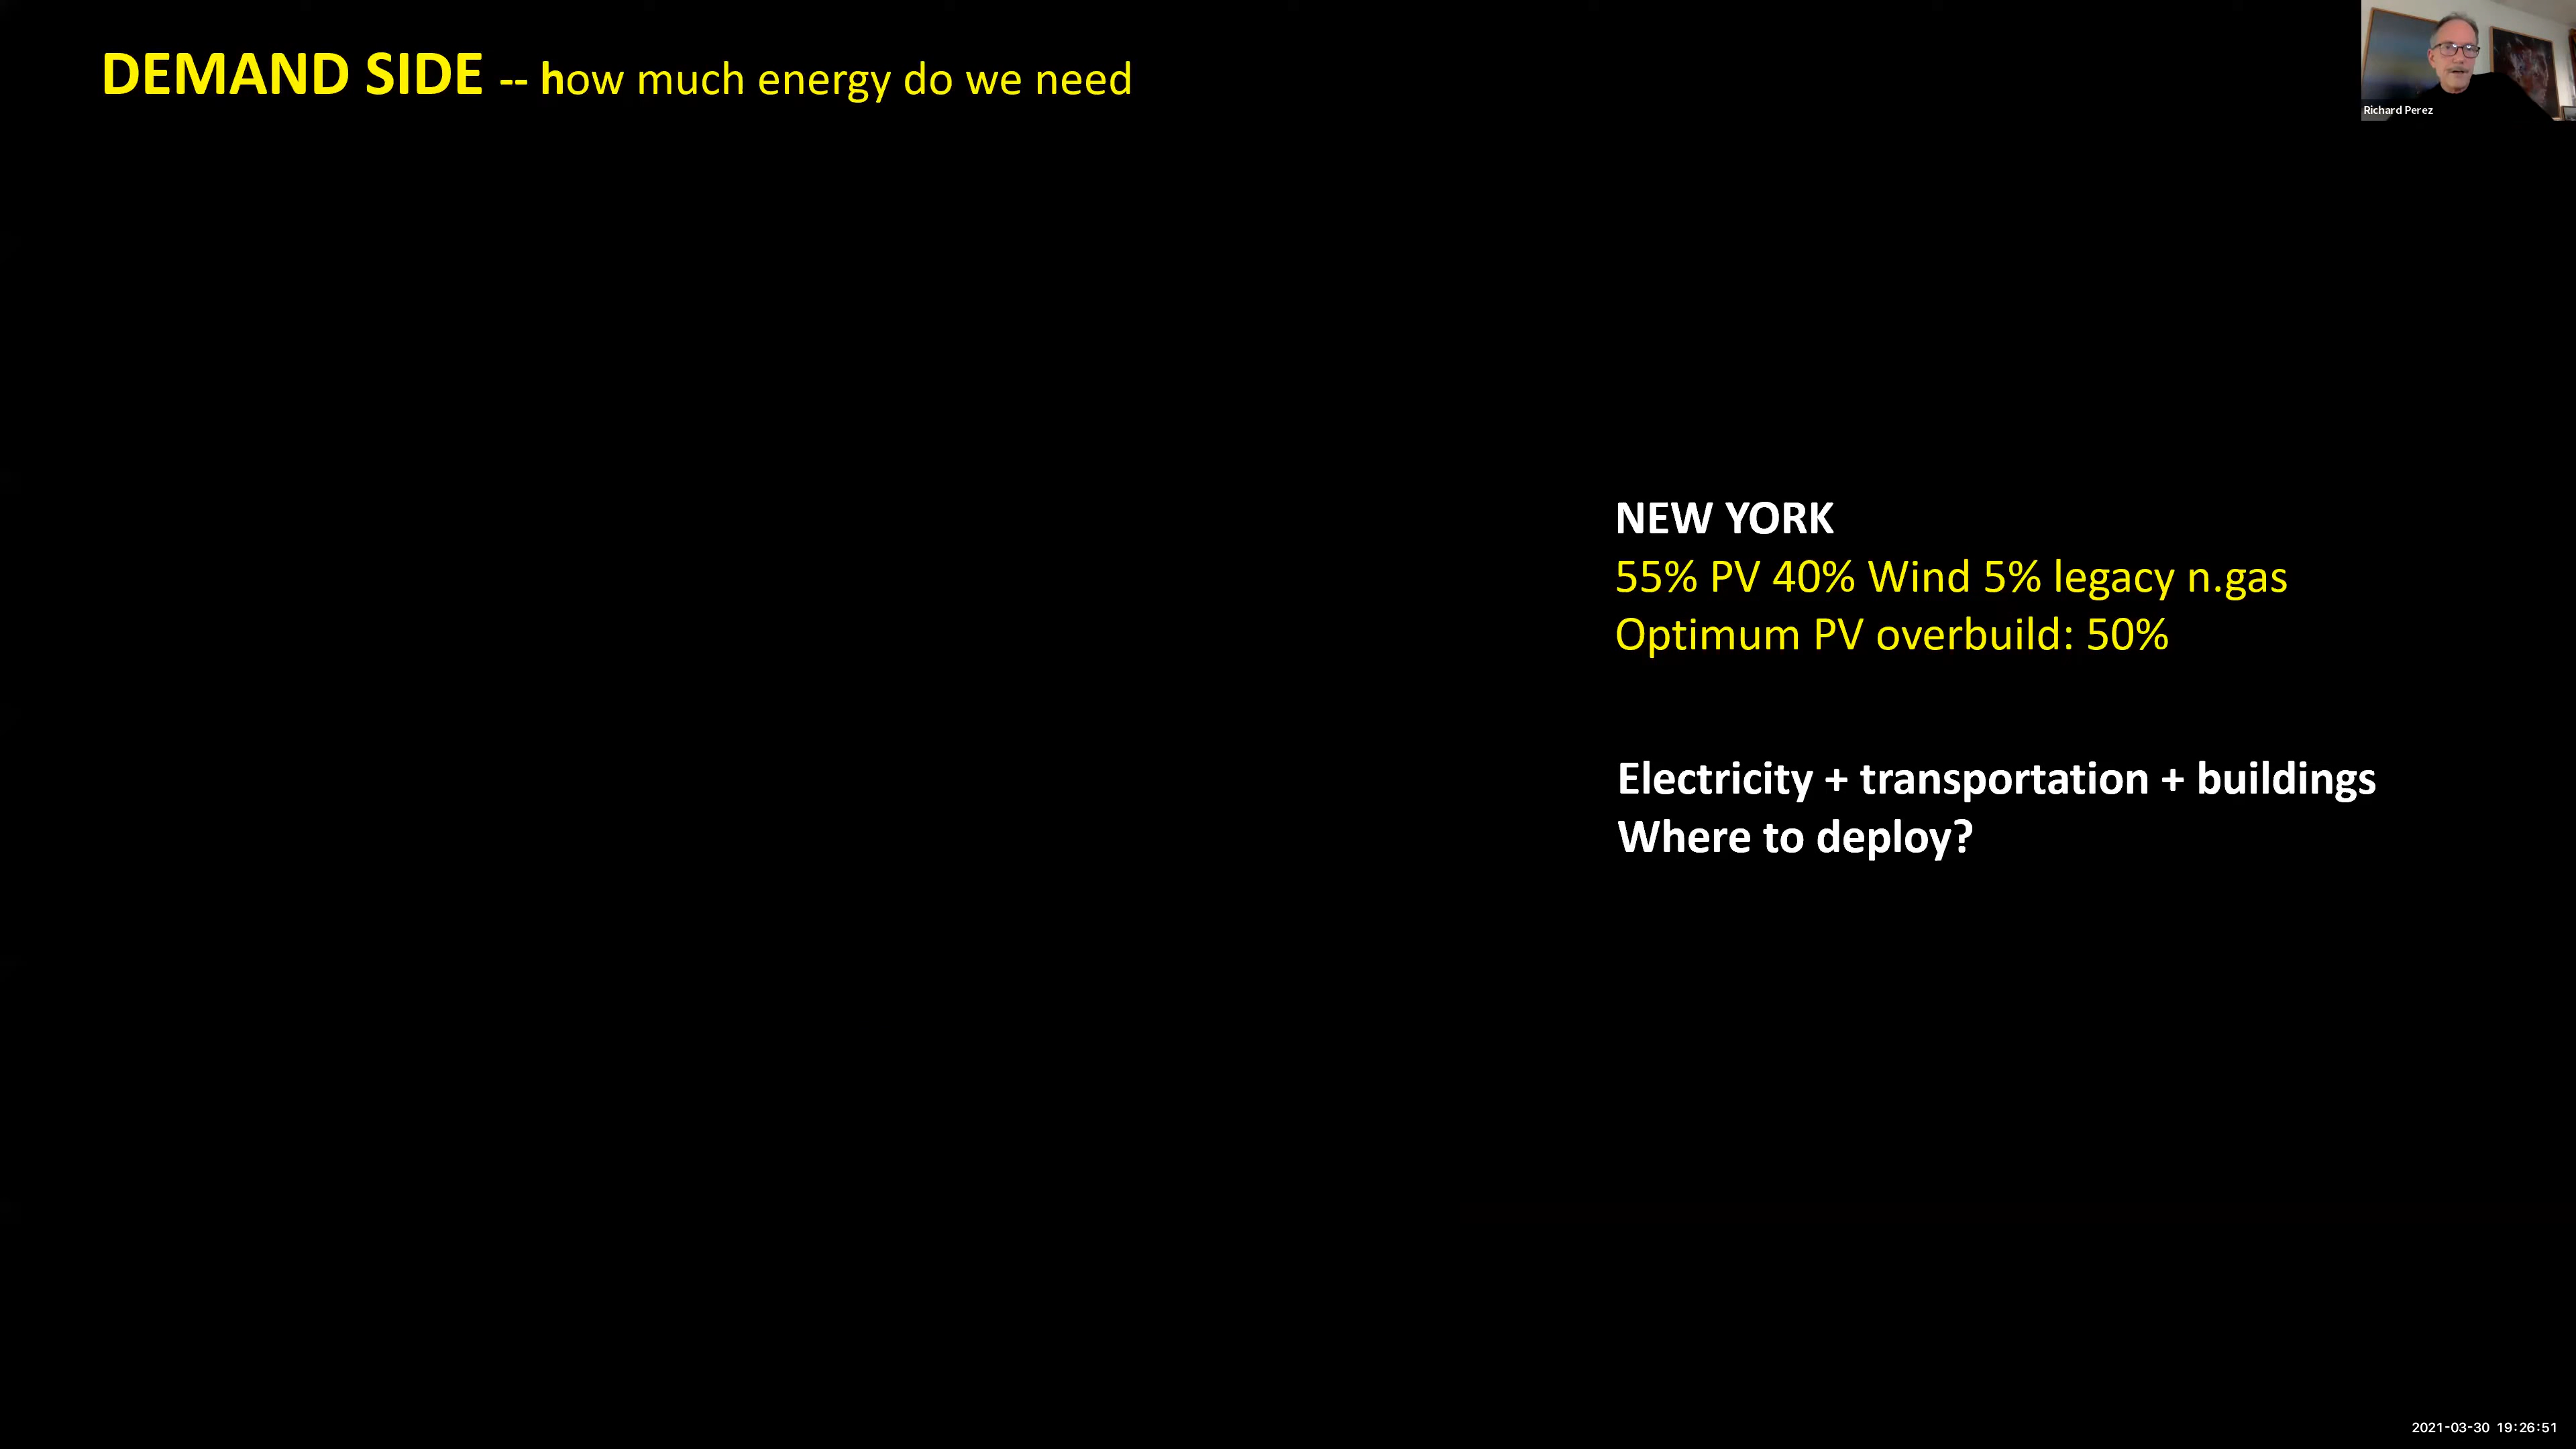 DEMAND SIDE -- how much energy do we need
Richard Perez
NEW YORK
55% PV 40% Wind 5% legacy n.gas
Optimum PV overbuild: 50%
Electricity + transportation + buildings
Where to deploy?
2021-03-30 19:26:51